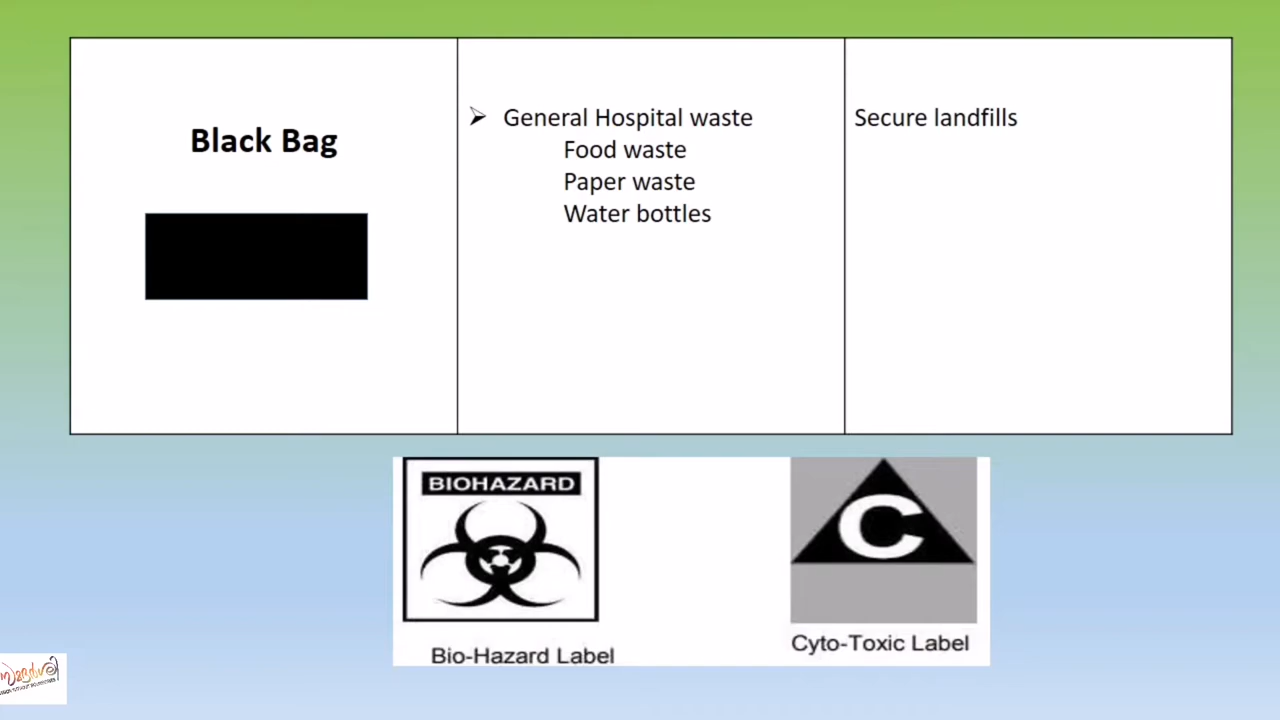 Black Bag
➢ General Hospital waste
Food waste
Paper waste
Water bottles
Secure landfills
BIOHAZARD
C
Bio-Hazard Label
Cyto-Toxic Label